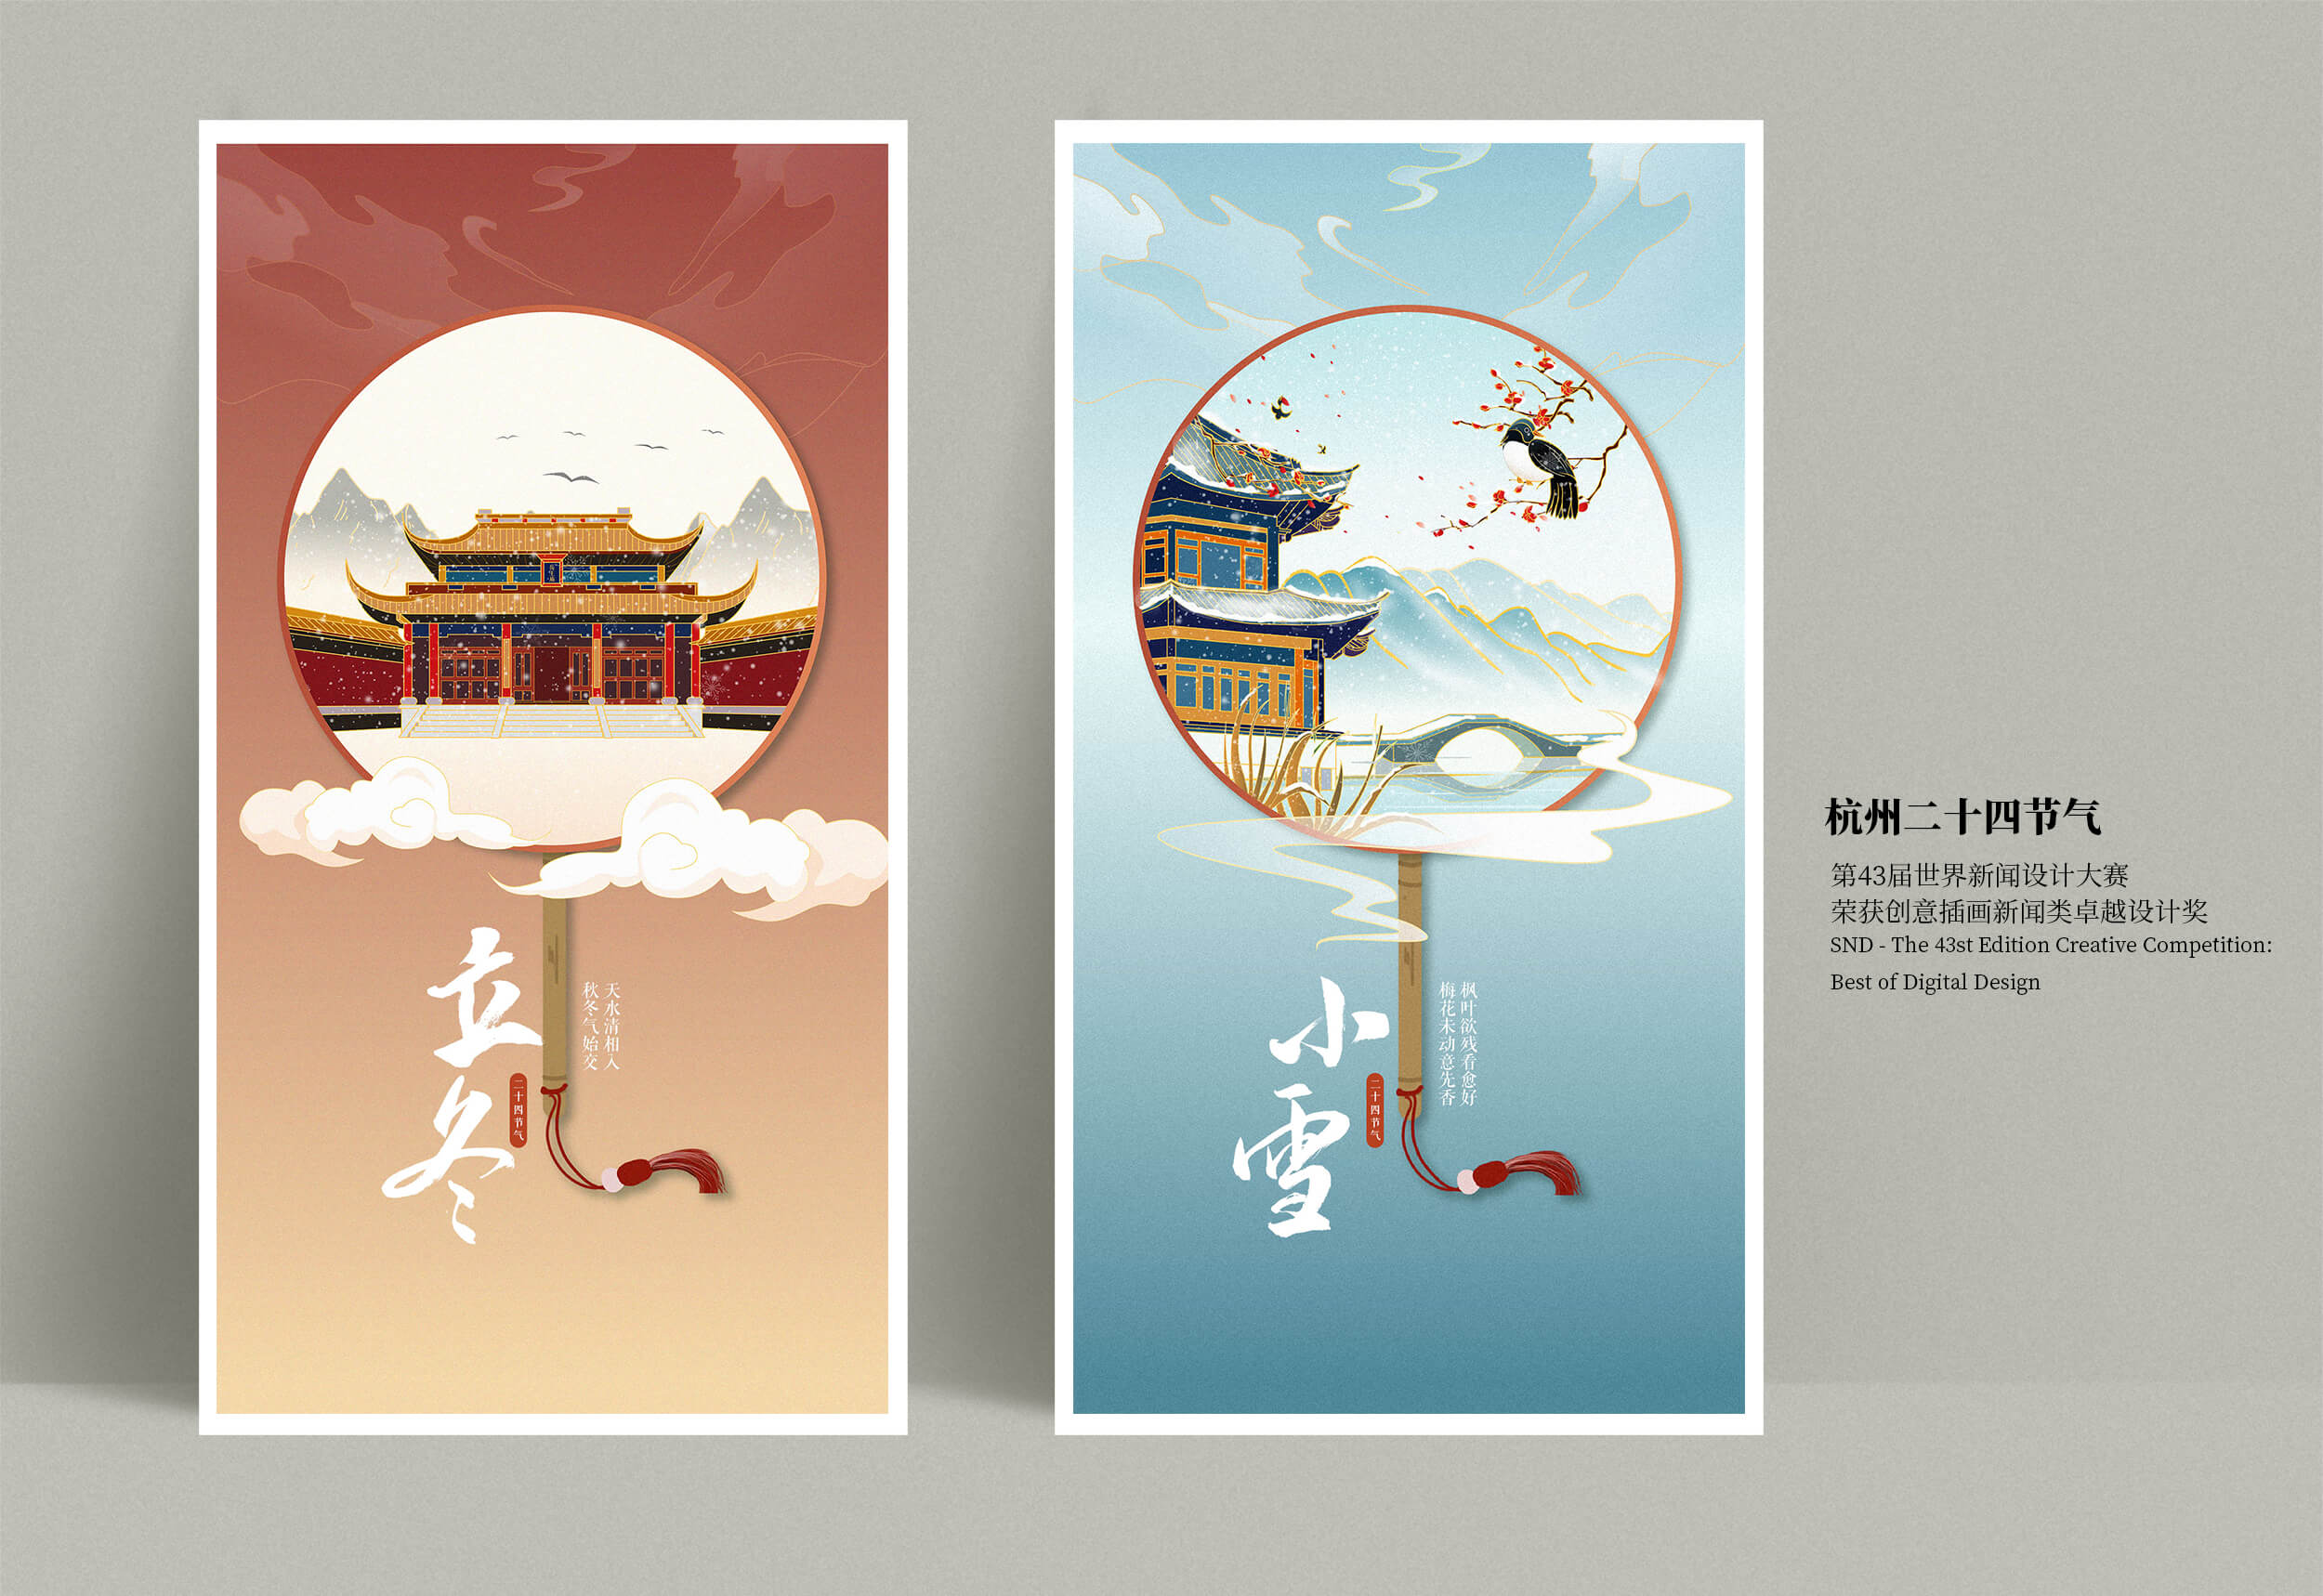 立冬
二十四节气
天水清相入
秋冬气始交
小雪
二十四节气
枫叶欲残看愈好
梅花未动意先香
杭州二十四节气
第43届世界新闻设计大赛
荣获创意插画新闻类卓越设计奖
SND - The 43st Edition Creative Competition:
Best of Digital Design